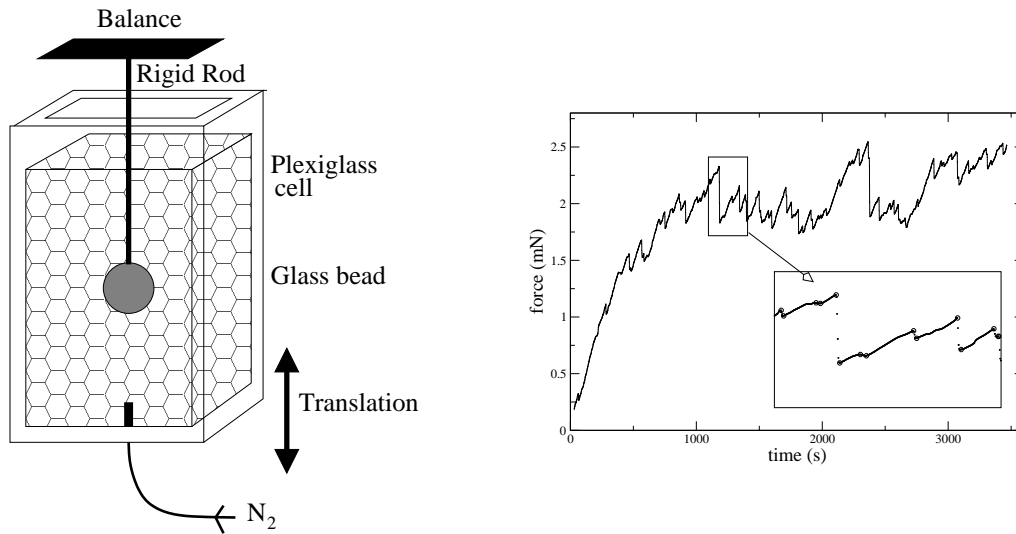 Balance
Rigid Rod
Plexiglass
cell
Glass bead
Translation
N₂
force (mN)
2.5
2
1.5
1
0.5
0
0
1000
2000
3000
time (s)